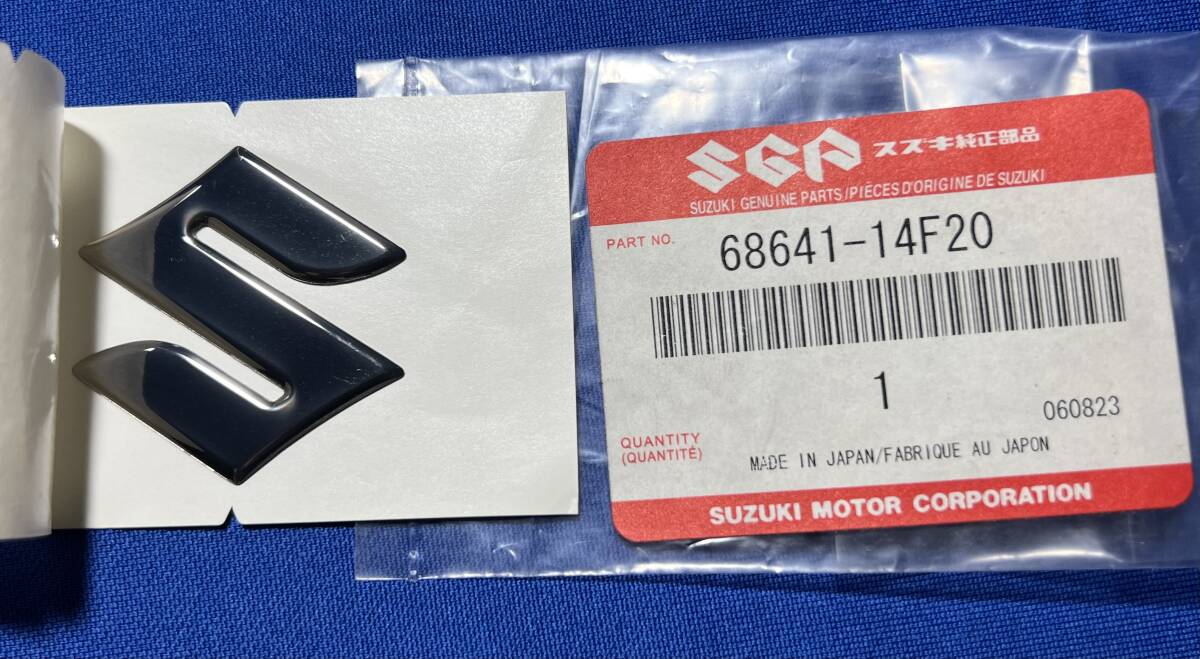 SGP スズキ純正部品
SUZUKI GENUINE PARTS/PIÈCES D'ORIGINE DE SUZUKI
PART NO. 68641-14F20
1
060823
QUANTITY
(QUANTITÉ)
MADE IN JAPAN/FABRIQUE AU JAPON
SUZUKI MOTOR CORPORATION